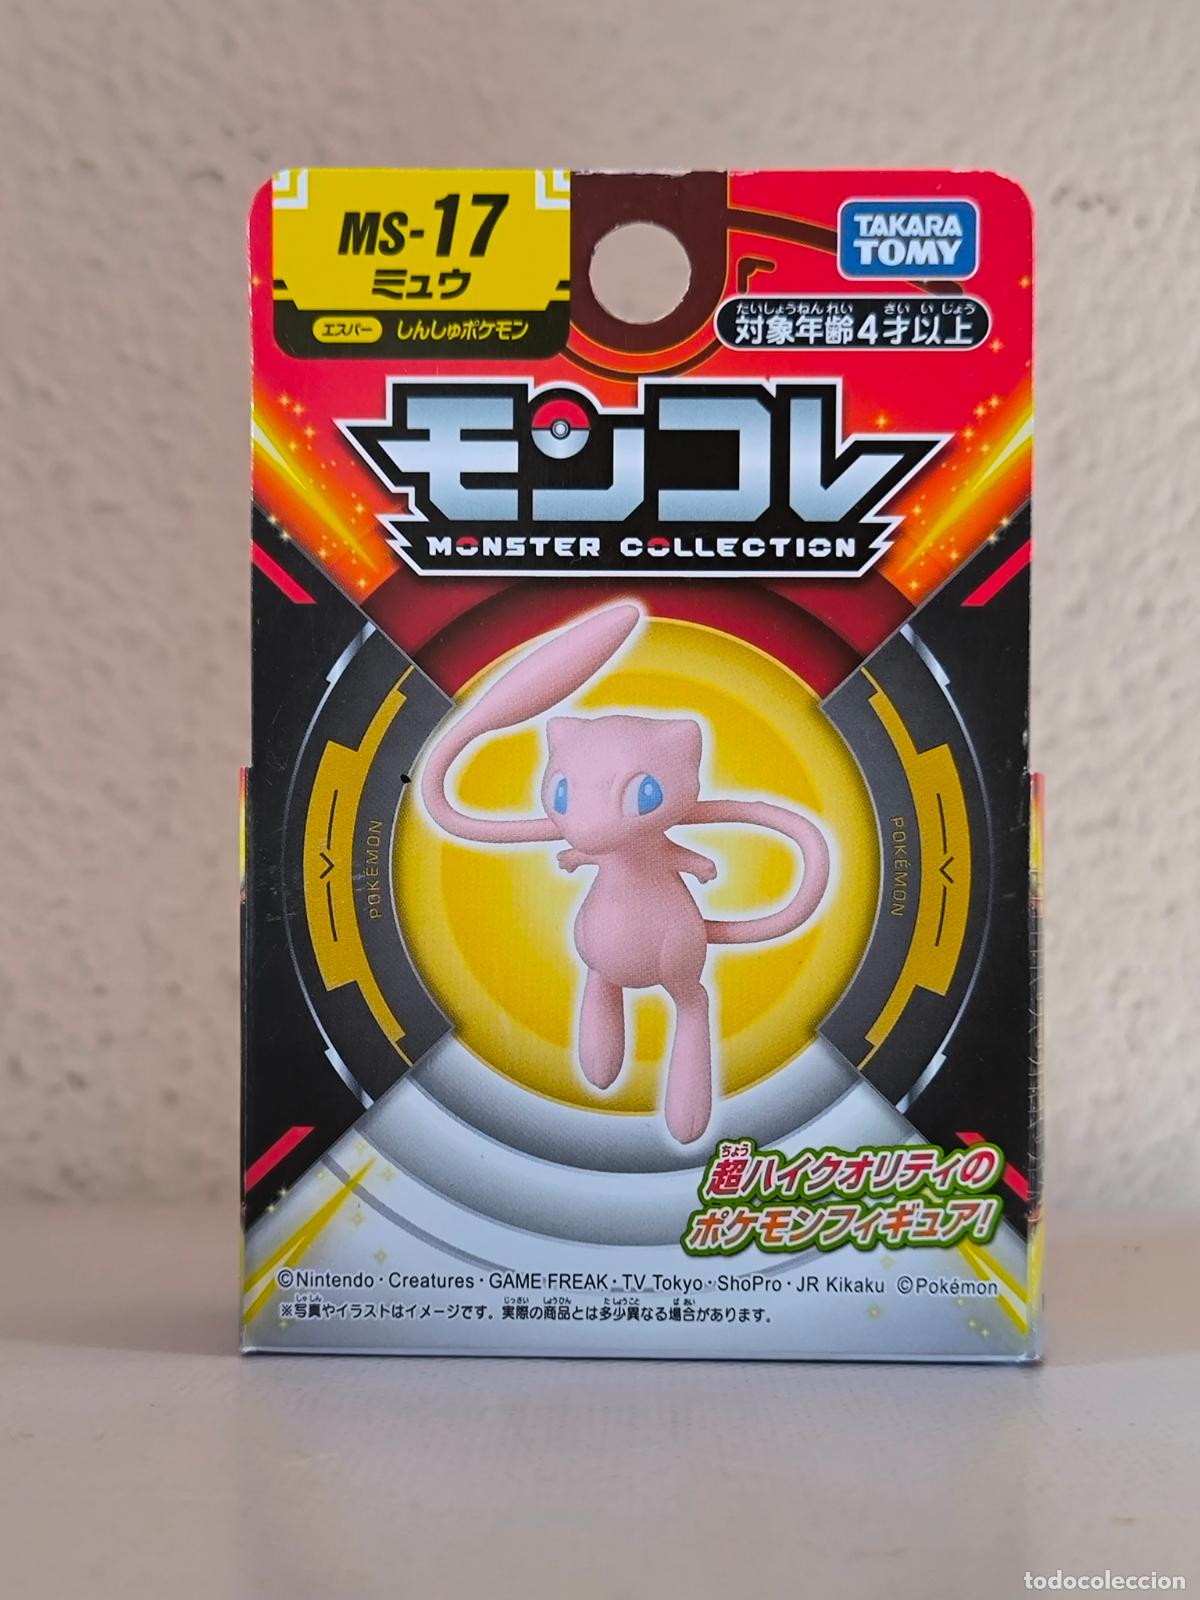 MS-17
ミュウ
エスパー しんしゅポケモン
TAKARA
TOMY
たいしょうねんれい さいいじょう
対象年齢4才以上
モンコレ
MONSTER COLLECTION
POKÉMON
POKÉMON
ちょう
超ハイクオリティの
ポケモンフィギュア!
©Nintendo・Creatures・GAME FREAK・TV Tokyo・ShoPro・JR Kikaku ©Pokémon
しゃしん じっさい しょうひん たしょうこと ばあい
※写真やイラストはイメージです。実際の商品とは多少異なる場合があります。
todocoleccion